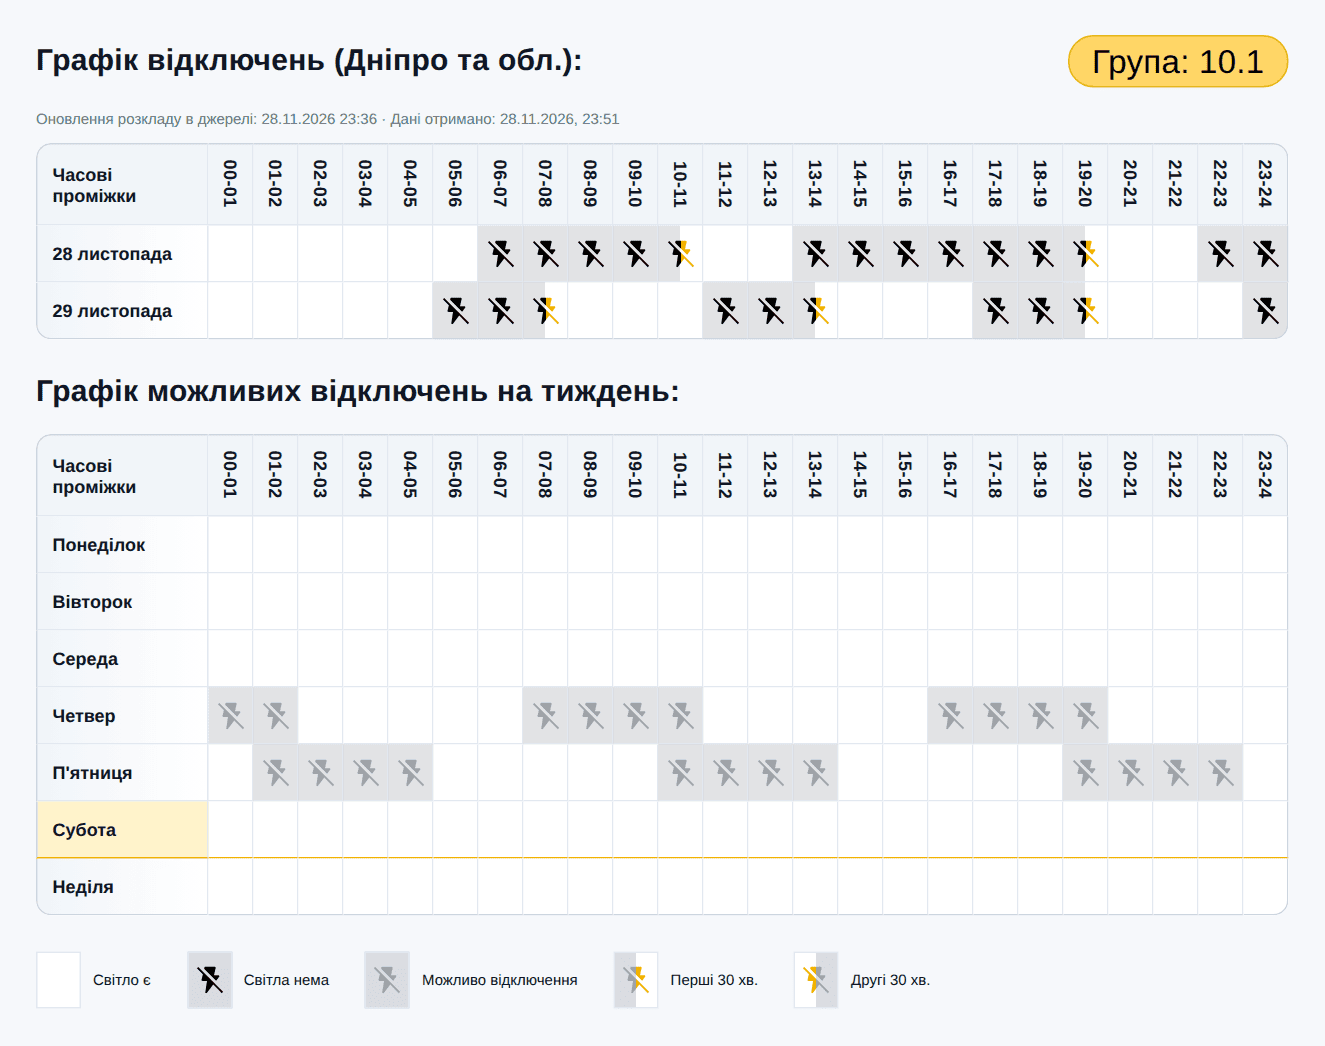 Графік відключень (Дніпро та обл.):
Група: 10.1
Оновлення розкладу в джерелі: 28.11.2026 23:36 · Дані отримано: 28.11.2026, 23:51
Часові проміжки 00-01 01-02 02-03 03-04 04-05 05-06 06-07 07-08 08-09 09-10 10-11 11-12 12-13 13-14 14-15 15-16 16-17 17-18 18-19 19-20 20-21 21-22 22-23 23-24
28 листопада
29 листопада
Графік можливих відключень на тиждень:
Часові проміжки 00-01 01-02 02-03 03-04 04-05 05-06 06-07 07-08 08-09 09-10 10-11 11-12 12-13 13-14 14-15 15-16 16-17 17-18 18-19 19-20 20-21 21-22 22-23 23-24
Понеділок
Вівторок
Середа
Четвер
П'ятниця
Субота
Неділя
Світло є
Світла нема
Можливо відключення
Перші 30 хв.
Другі 30 хв.